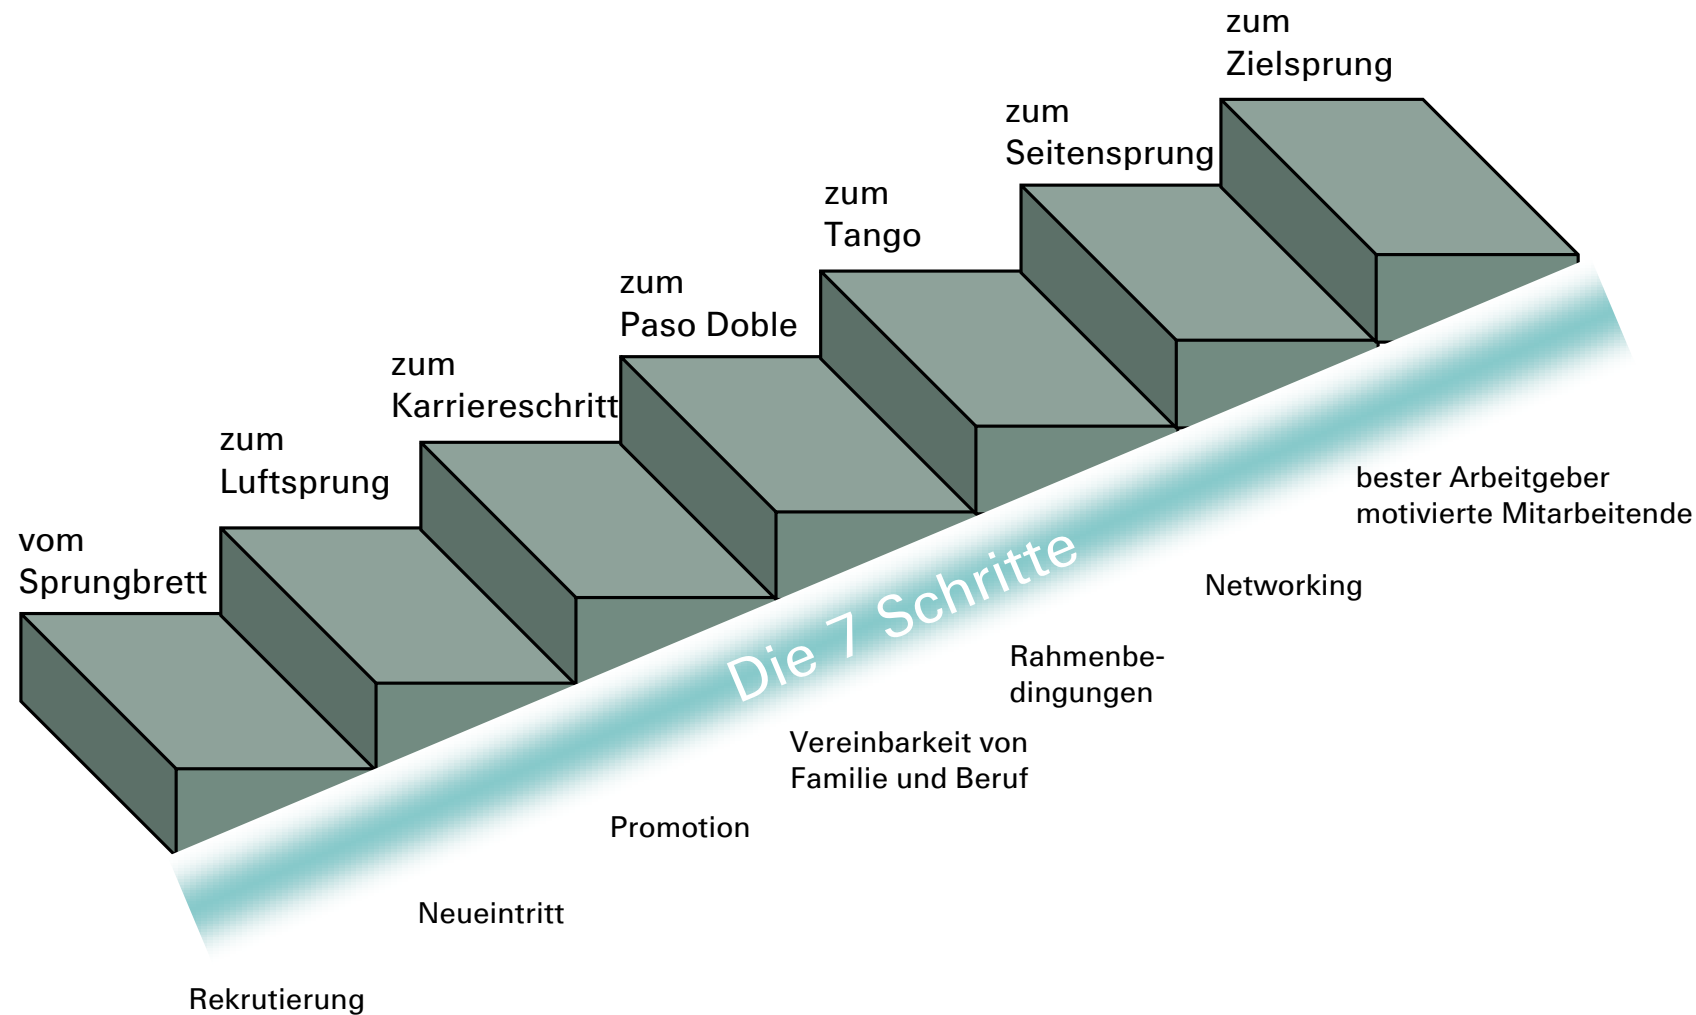 vom
Sprungbrett
zum
Luftsprung
zum
Karriereschritt
zum
Paso Doble
zum
Tango
zum
Seitensprung
zum
Zielsprung
Die 7 Schritte
Rekrutierung
Neueintritt
Promotion
Vereinbarkeit von
Familie und Beruf
Rahmenbe-
dingungen
Networking
bester Arbeitgeber
motivierte Mitarbeitende